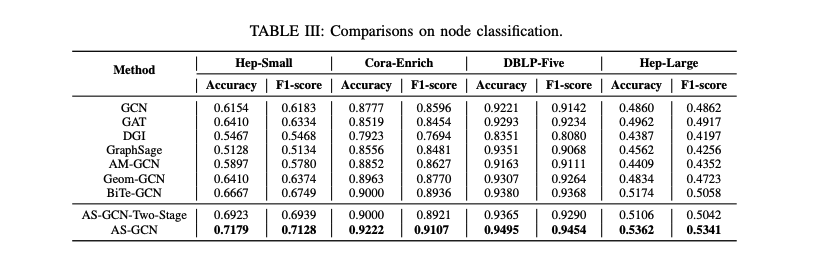 TABLE III: Comparisons on node classification.
Method Hep-Small Cora-Enrich DBLP-Five Hep-Large
Accuracy F1-score Accuracy F1-score Accuracy F1-score Accuracy F1-score
GCN 0.6154 0.6183 0.8777 0.8596 0.9221 0.9142 0.4860 0.4862
GAT 0.6410 0.6334 0.8519 0.8454 0.9293 0.9234 0.4962 0.4917
DGI 0.5467 0.5468 0.7923 0.7694 0.8351 0.8080 0.4387 0.4197
GraphSage 0.5128 0.5134 0.8556 0.8481 0.9351 0.9068 0.4562 0.4256
AM-GCN 0.5897 0.5780 0.8852 0.8627 0.9163 0.9111 0.4409 0.4352
Geom-GCN 0.6410 0.6374 0.8963 0.8770 0.9307 0.9264 0.4834 0.4723
BiTe-GCN 0.6667 0.6749 0.9000 0.8936 0.9380 0.9368 0.5174 0.5058
AS-GCN-Two-Stage 0.6923 0.6939 0.9000 0.8921 0.9365 0.9290 0.5106 0.5042
AS-GCN 0.7179 0.7128 0.9222 0.9107 0.9495 0.9454 0.5362 0.5341